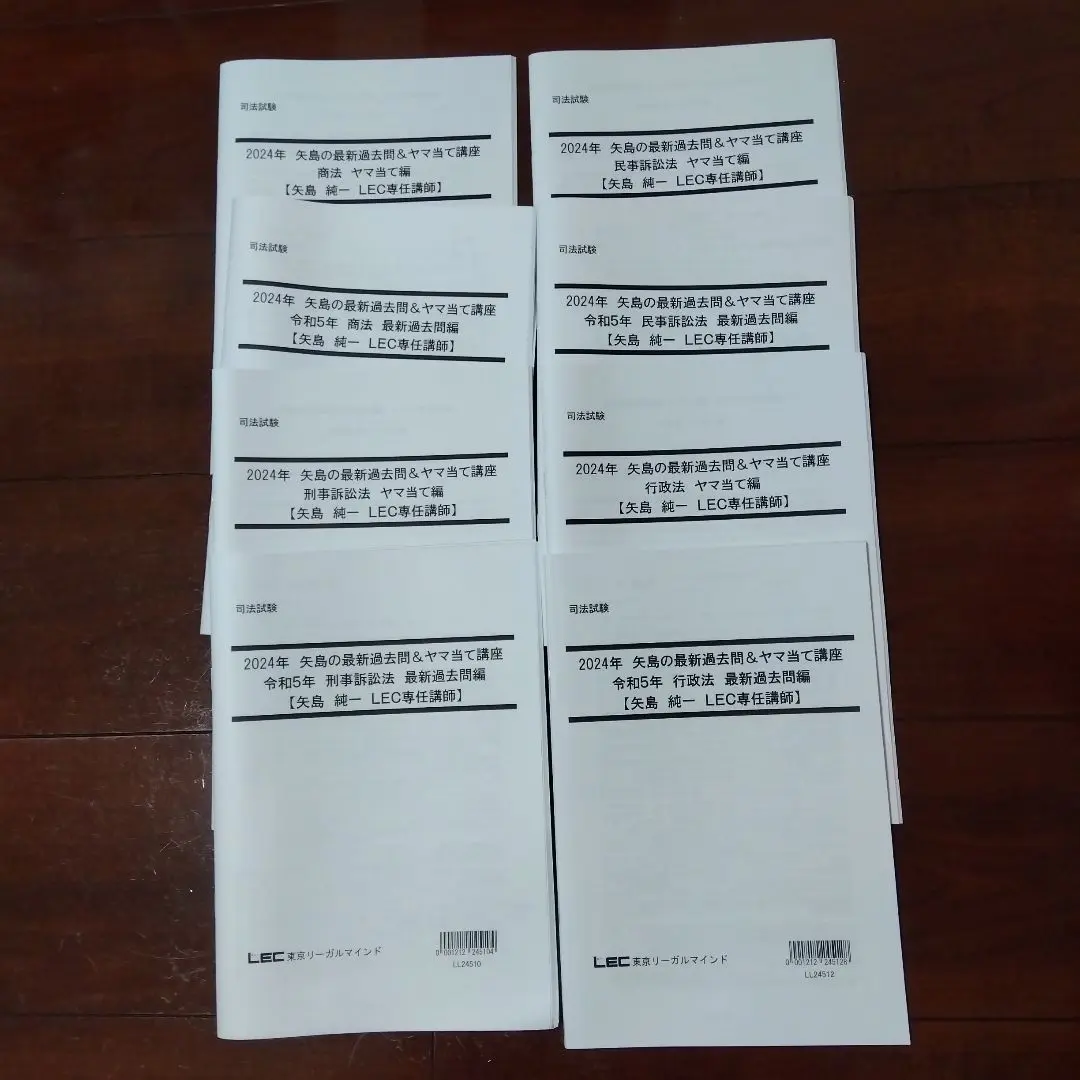 司法試験
2024年 矢島の最新過去問&ヤマ当て講座
商法 ヤマ当て編
【矢島 純一 LEC専任講師】
司法試験
2024年 矢島の最新過去問&ヤマ当て講座
令和5年 商法 最新過去問編
【矢島 純一 LEC専任講師】
司法試験
2024年 矢島の最新過去問&ヤマ当て講座
刑事訴訟法 ヤマ当て編
【矢島 純一 LEC専任講師】
司法試験
2024年 矢島の最新過去問&ヤマ当て講座
令和5年 刑事訴訟法 最新過去問編
【矢島 純一 LEC専任講師】
LEC東京リーガルマインド
0 001212 245104
LL24510
司法試験
2024年 矢島の最新過去問&ヤマ当て講座
民事訴訟法 ヤマ当て編
【矢島 純一 LEC専任講師】
司法試験
2024年 矢島の最新過去問&ヤマ当て講座
令和5年 民事訴訟法 最新過去問編
【矢島 純一 LEC専任講師】
司法試験
2024年 矢島の最新過去問&ヤマ当て講座
行政法 ヤマ当て編
【矢島 純一 LEC専任講師】
司法試験
2024年 矢島の最新過去問&ヤマ当て講座
令和5年 行政法 最新過去問編
【矢島 純一 LEC専任講師】
LEC東京リーガルマインド
0 001212 245128
LL24512